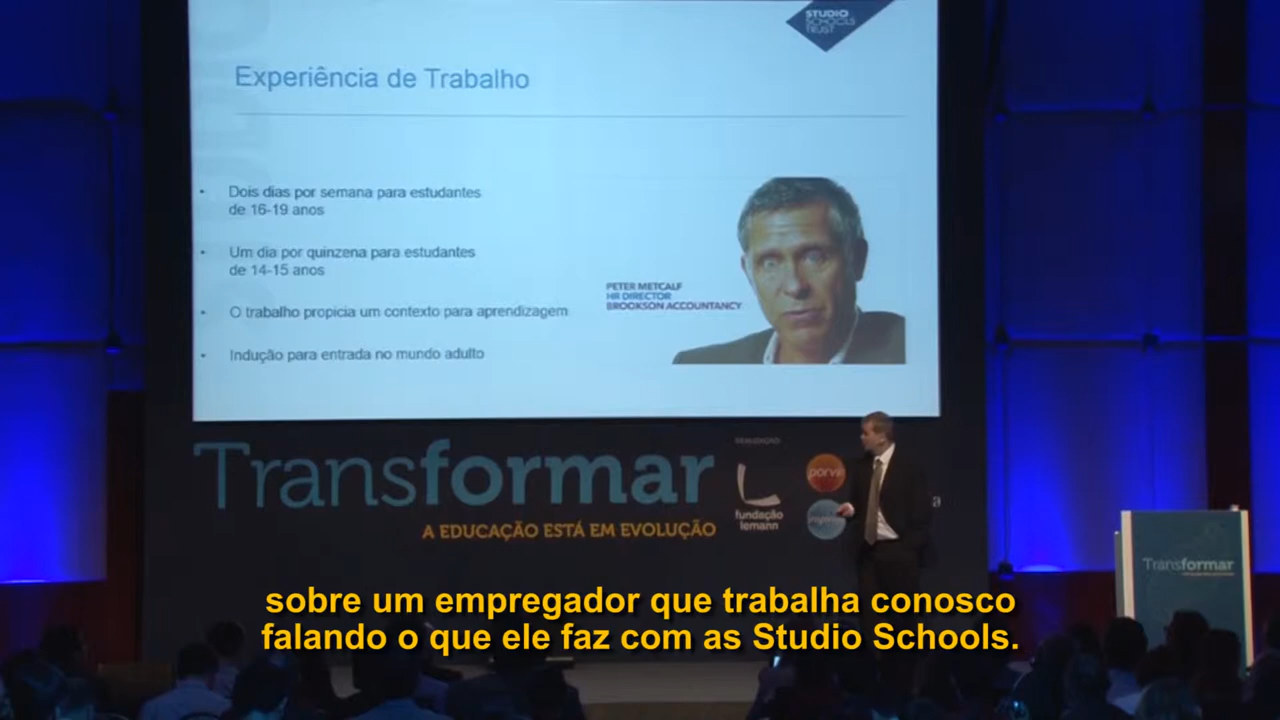 STUDIO
SCHOOLS
TRUST
Experiência de Trabalho
• Dois dias por semana para estudantes
de 16-19 anos
• Um dia por quinzena para estudantes
de 14-15 anos
• O trabalho propicia um contexto para aprendizagem
• Indução para entrada no mundo adulto
PETER METCALF
HR DIRECTOR
BROOKSON ACCOUNTANCY
Transformar
A EDUCAÇÃO ESTÁ EM EVOLUÇÃO
REALIZAÇÃO
fundação
lemann
porvir
a
Transformar
sobre um empregador que trabalha conosco
falando o que ele faz com as Studio Schools.